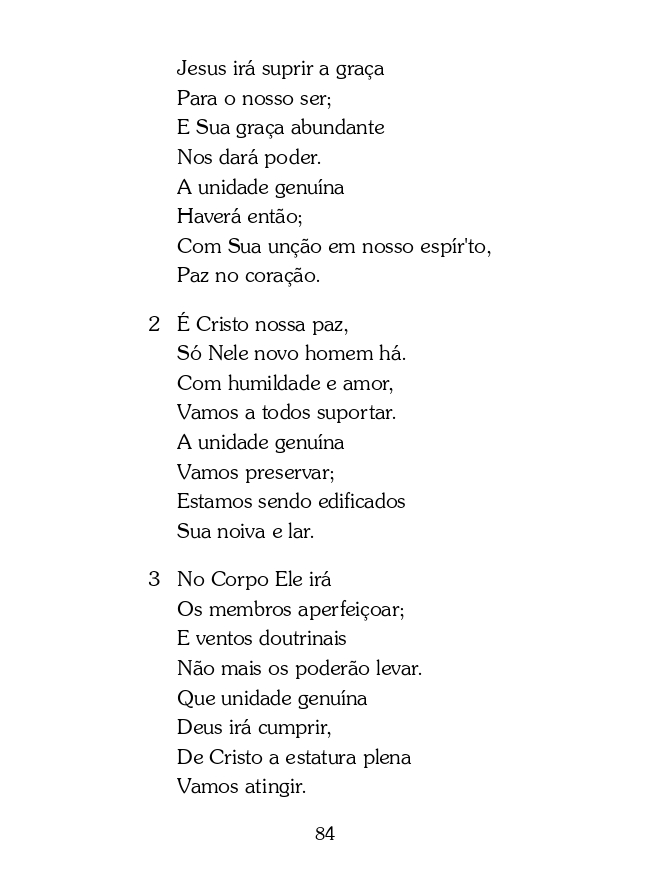 Jesus irá suprir a graça
Para o nosso ser;
E Sua graça abundante
Nos dará poder.
A unidade genuína
Haverá então;
Com Sua unção em nosso espír'to,
Paz no coração.
2 É Cristo nossa paz,
Só Nele novo homem há.
Com humildade e amor,
Vamos a todos suportar.
A unidade genuína
Vamos preservar;
Estamos sendo edificados
Sua noiva e lar.
3 No Corpo Ele irá
Os membros aperfeiçoar;
E ventos doutrinais
Não mais os poderão levar.
Que unidade genuína
Deus irá cumprir,
De Cristo a estatura plena
Vamos atingir.
84